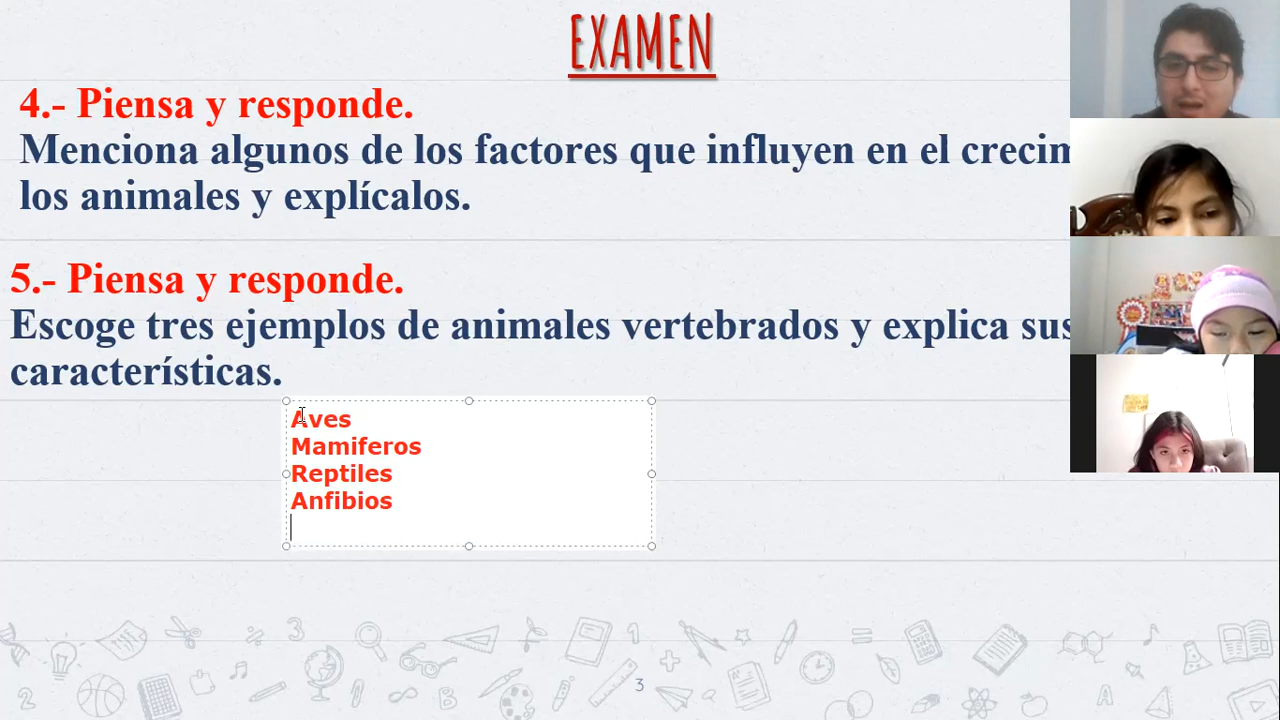 EXAMEN
4.- Piensa y responde.
Menciona algunos de los factores que influyen en el
los animales y explícalos.
5.- Piensa y responde.
Escoge tres ejemplos de animales vertebrados y explica sus
características.
Aves
Mamiferos
Reptiles
Anfibios
3